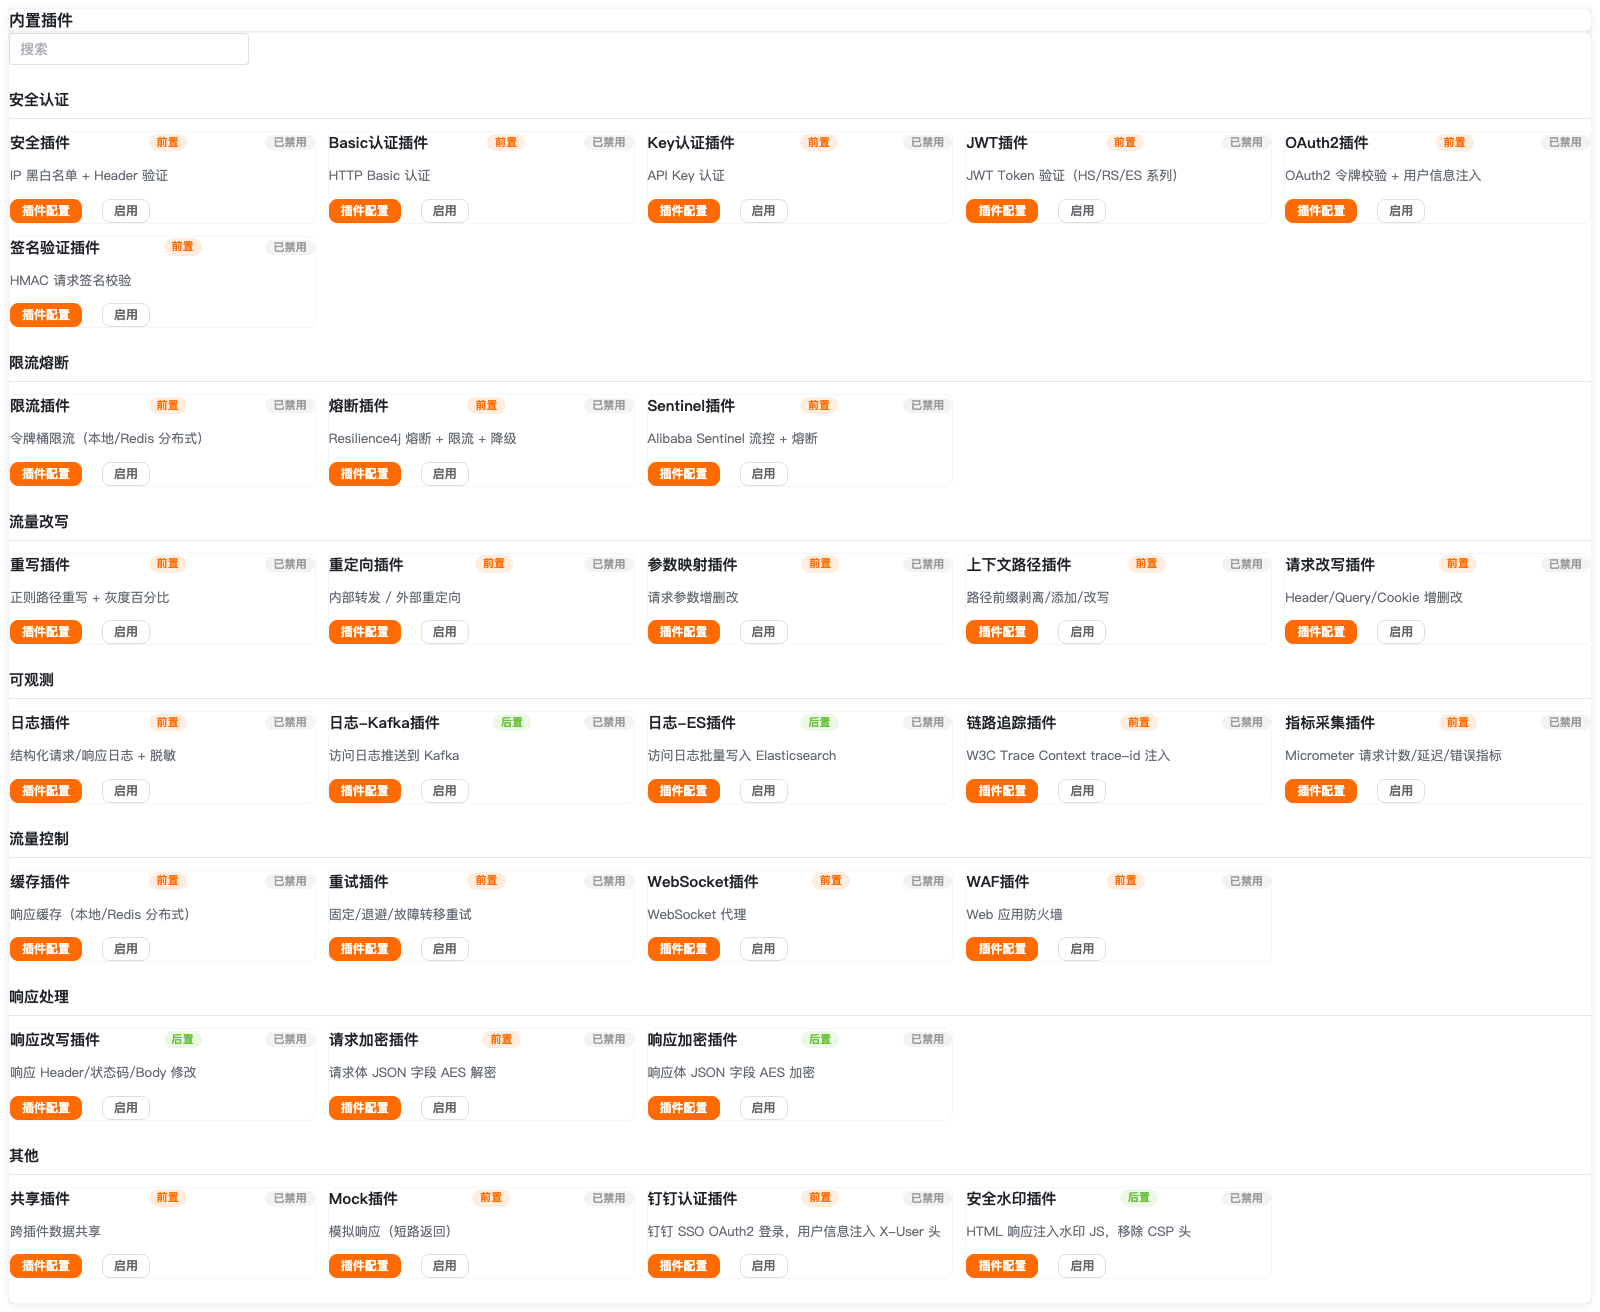 内置插件
搜索
安全认证
安全插件 前置 已禁用 Basic认证插件 前置 已禁用 Key认证插件 前置 已禁用 JWT插件 前置 已禁用 OAuth2插件 前置 已禁用
IP 黑白名单 + Header 验证 HTTP Basic 认证 API Key 认证 JWT Token 验证（HS/RS/ES 系列） OAuth2 令牌校验 + 用户信息注入
插件配置 启用 插件配置 启用 插件配置 启用 插件配置 启用 插件配置 启用
签名验证插件 前置 已禁用
HMAC 请求签名校验
插件配置 启用
限流熔断
限流插件 前置 已禁用 熔断插件 前置 已禁用 Sentinel插件 前置 已禁用
令牌桶限流（本地/Redis 分布式） Resilience4j 熔断 + 限流 + 降级 Alibaba Sentinel 流控 + 熔断
插件配置 启用 插件配置 启用 插件配置 启用
流量改写
重写插件 前置 已禁用 重定向插件 前置 已禁用 参数映射插件 前置 已禁用 上下文路径插件 前置 已禁用 请求改写插件 前置 已禁用
正则路径重写 + 灰度百分比 内部转发 / 外部重定向 请求参数增删改 路径前缀剥离/添加/改写 Header/Query/Cookie 增删改
插件配置 启用 插件配置 启用 插件配置 启用 插件配置 启用 插件配置 启用
可观测
日志插件 前置 已禁用 日志-Kafka插件 后置 已禁用 日志-ES插件 后置 已禁用 链路追踪插件 前置 已禁用 指标采集插件 前置 已禁用
结构化请求/响应日志 + 脱敏 访问日志推送到 Kafka 访问日志批量写入 Elasticsearch W3C Trace Context trace-id 注入 Micrometer 请求计数/延迟/错误指标
插件配置 启用 插件配置 启用 插件配置 启用 插件配置 启用 插件配置 启用
流量控制
缓存插件 前置 已禁用 重试插件 前置 已禁用 WebSocket插件 前置 已禁用 WAF插件 前置 已禁用
响应缓存（本地/Redis 分布式） 固定/退避/故障转移重试 WebSocket 代理 Web 应用防火墙
插件配置 启用 插件配置 启用 插件配置 启用 插件配置 启用
响应处理
响应改写插件 后置 已禁用 请求加密插件 前置 已禁用 响应加密插件 后置 已禁用
响应 Header/状态码/Body 修改 请求体 JSON 字段 AES 解密 响应体 JSON 字段 AES 加密
插件配置 启用 插件配置 启用 插件配置 启用
其他
共享插件 前置 已禁用 Mock插件 前置 已禁用 钉钉认证插件 前置 已禁用 安全水印插件 后置 已禁用
跨插件数据共享 模拟响应（短路返回） 钉钉 SSO OAuth2 登录，用户信息注入 X-User 头 HTML 响应注入水印 JS，移除 CSP 头
插件配置 启用 插件配置 启用 插件配置 启用 插件配置 启用